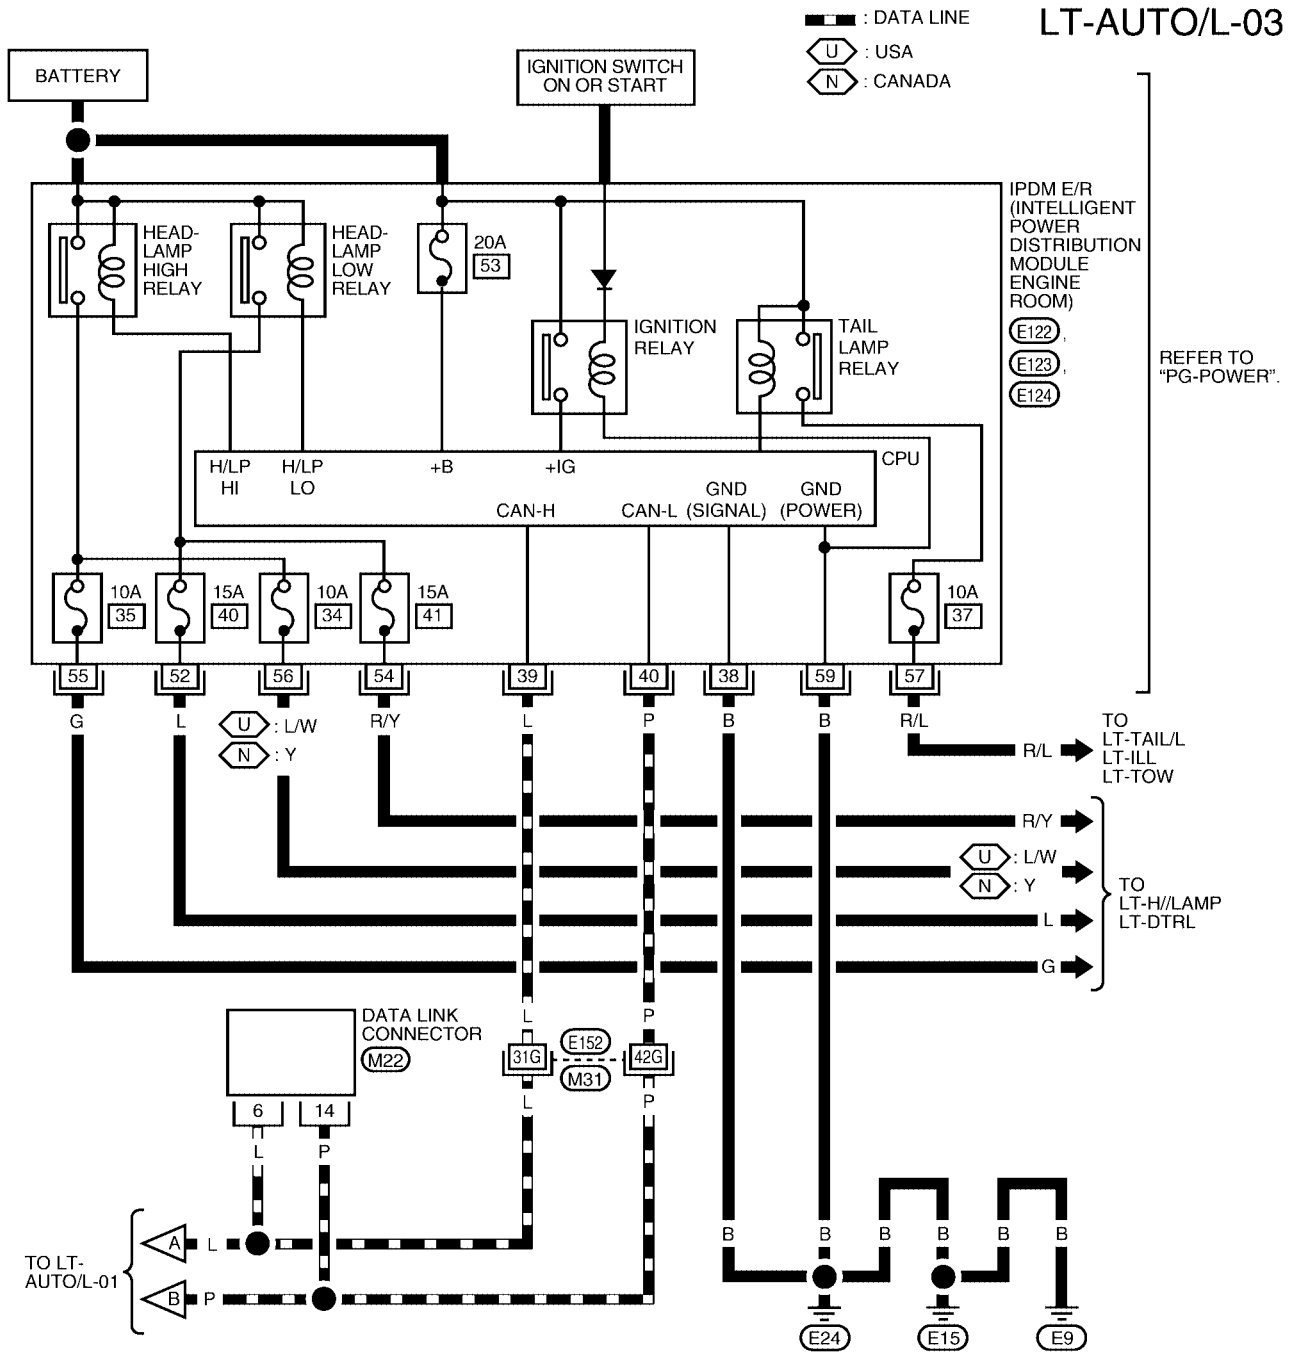 : DATA LINE
LT-AUTO/L-03
U : USA
N : CANADA
BATTERY
IGNITION SWITCH
ON OR START
IPDM E/R
(INTELLIGENT
POWER
DISTRIBUTION
MODULE
ENGINE
ROOM)
E122 ,
E123 ,
E124
REFER TO
“PG-POWER”.
HEAD-
LAMP
HIGH
RELAY
HEAD-
LAMP
LOW
RELAY
20A
53
IGNITION
RELAY
TAIL
LAMP
RELAY
CPU
H/LP
HI
H/LP
LO
+B
+IG
CAN-H
CAN-L
GND
(SIGNAL)
GND
(POWER)
10A
35
15A
40
10A
34
15A
41
10A
37
55
52
56
54
39
40
38
59
57
G
L
U : L/W
N : Y
R/Y
L
P
B
B
R/L
R/L
TO
LT-TAIL/L
LT-ILL
LT-TOW
R/Y
U : L/W
N : Y
L
G
TO
LT-H//LAMP
LT-DTRL
DATA LINK
CONNECTOR
M22
6
14
L
P
L
P
31G
E152
M31
42G
L
P
A
L
B
P
TO LT-
AUTO/L-01
B
B
B
B
B
B
E24
E15
E9